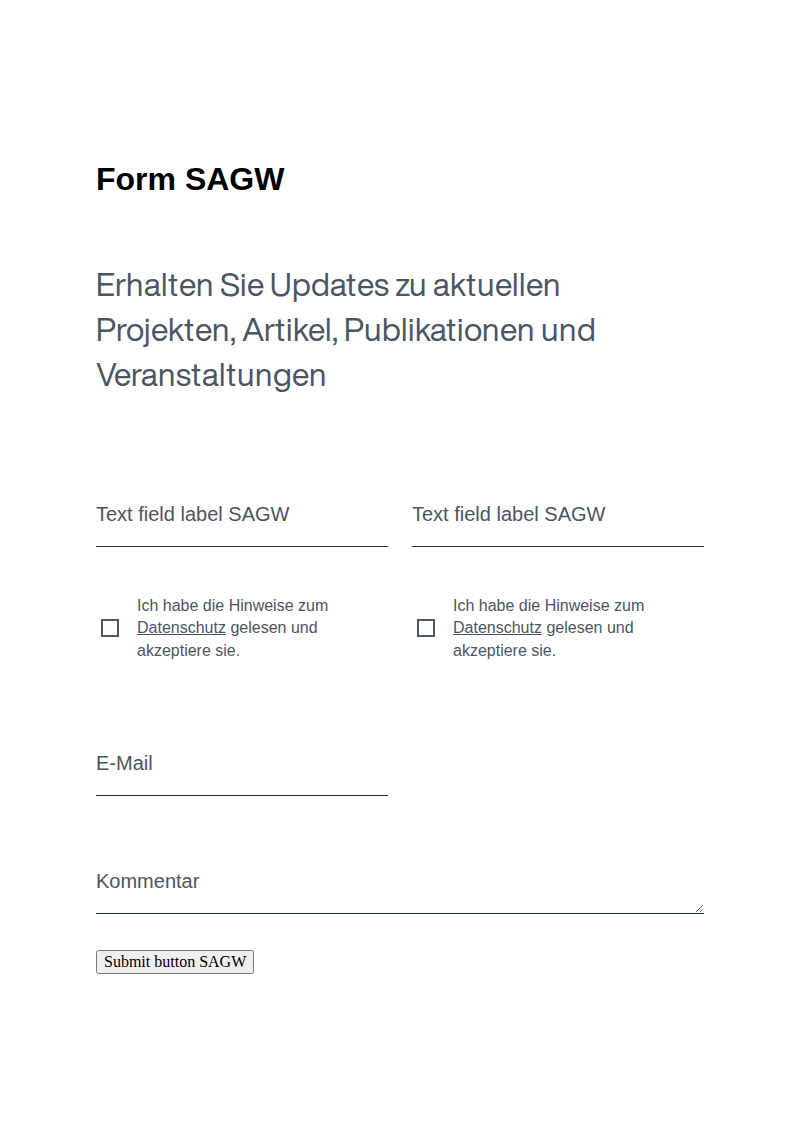 Form SAGW
Erhalten Sie Updates zu aktuellen
Projekten, Artikel, Publikationen und
Veranstaltungen
Text field label SAGW
Text field label SAGW
Ich habe die Hinweise zum
Datenschutz gelesen und
akzeptiere sie.
Ich habe die Hinweise zum
Datenschutz gelesen und
akzeptiere sie.
E-Mail
Kommentar
Submit button SAGW